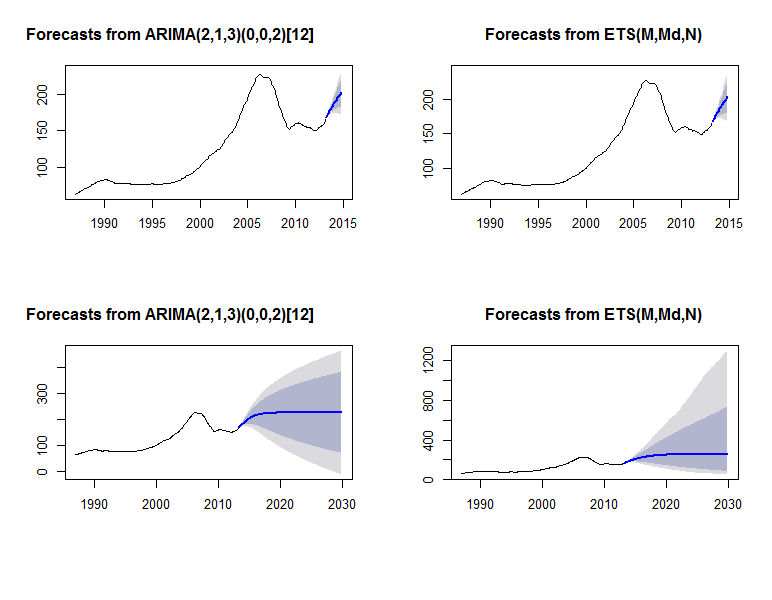 Forecasts from ARIMA(2,1,3)(0,0,2)[12]
100 150 200
1990 1995 2000 2005 2010 2015
Forecasts from ETS(M,Md,N)
100 150 200
1990 1995 2000 2005 2010 2015
Forecasts from ARIMA(2,1,3)(0,0,2)[12]
0 100 300
1990 2000 2010 2020 2030
Forecasts from ETS(M,Md,N)
0 400 800 1200
1990 2000 2010 2020 2030